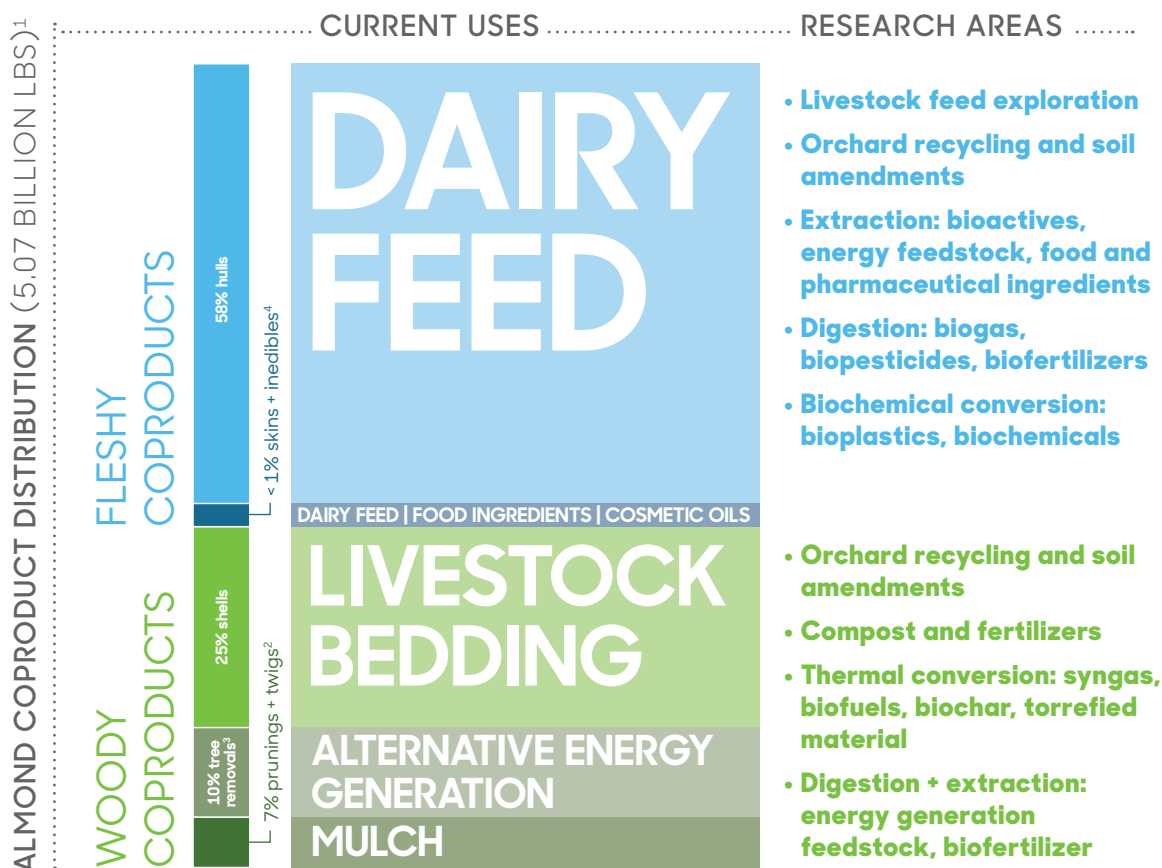 CURRENT USES
RESEARCH AREAS
ALMOND COPRODUCT DISTRIBUTION (5.07 BILLION LBS)¹
FLESHY
COPRODUCTS
58% hulls
<1% skins + inedibles⁴
DAIRY
FEED
DAIRY FEED | FOOD INGREDIENTS | COSMETIC OILS
• Livestock feed exploration
• Orchard recycling and soil
amendments
• Extraction: bioactives,
energy feedstock, food and
pharmaceutical ingredients
• Digestion: biogas,
biopesticides, biofertilizers
• Biochemical conversion:
bioplastics, biochemicals
WOODY
COPRODUCTS
25% shells
10% tree
removals³
7% prunings + twigs²
LIVESTOCK
BEDDING
ALTERNATIVE ENERGY
GENERATION
MULCH
• Orchard recycling and soil
amendments
• Compost and fertilizers
• Thermal conversion: syngas,
biofuels, biochar, torrefied
material
• Digestion + extraction:
energy generation
feedstock, biofertilizer